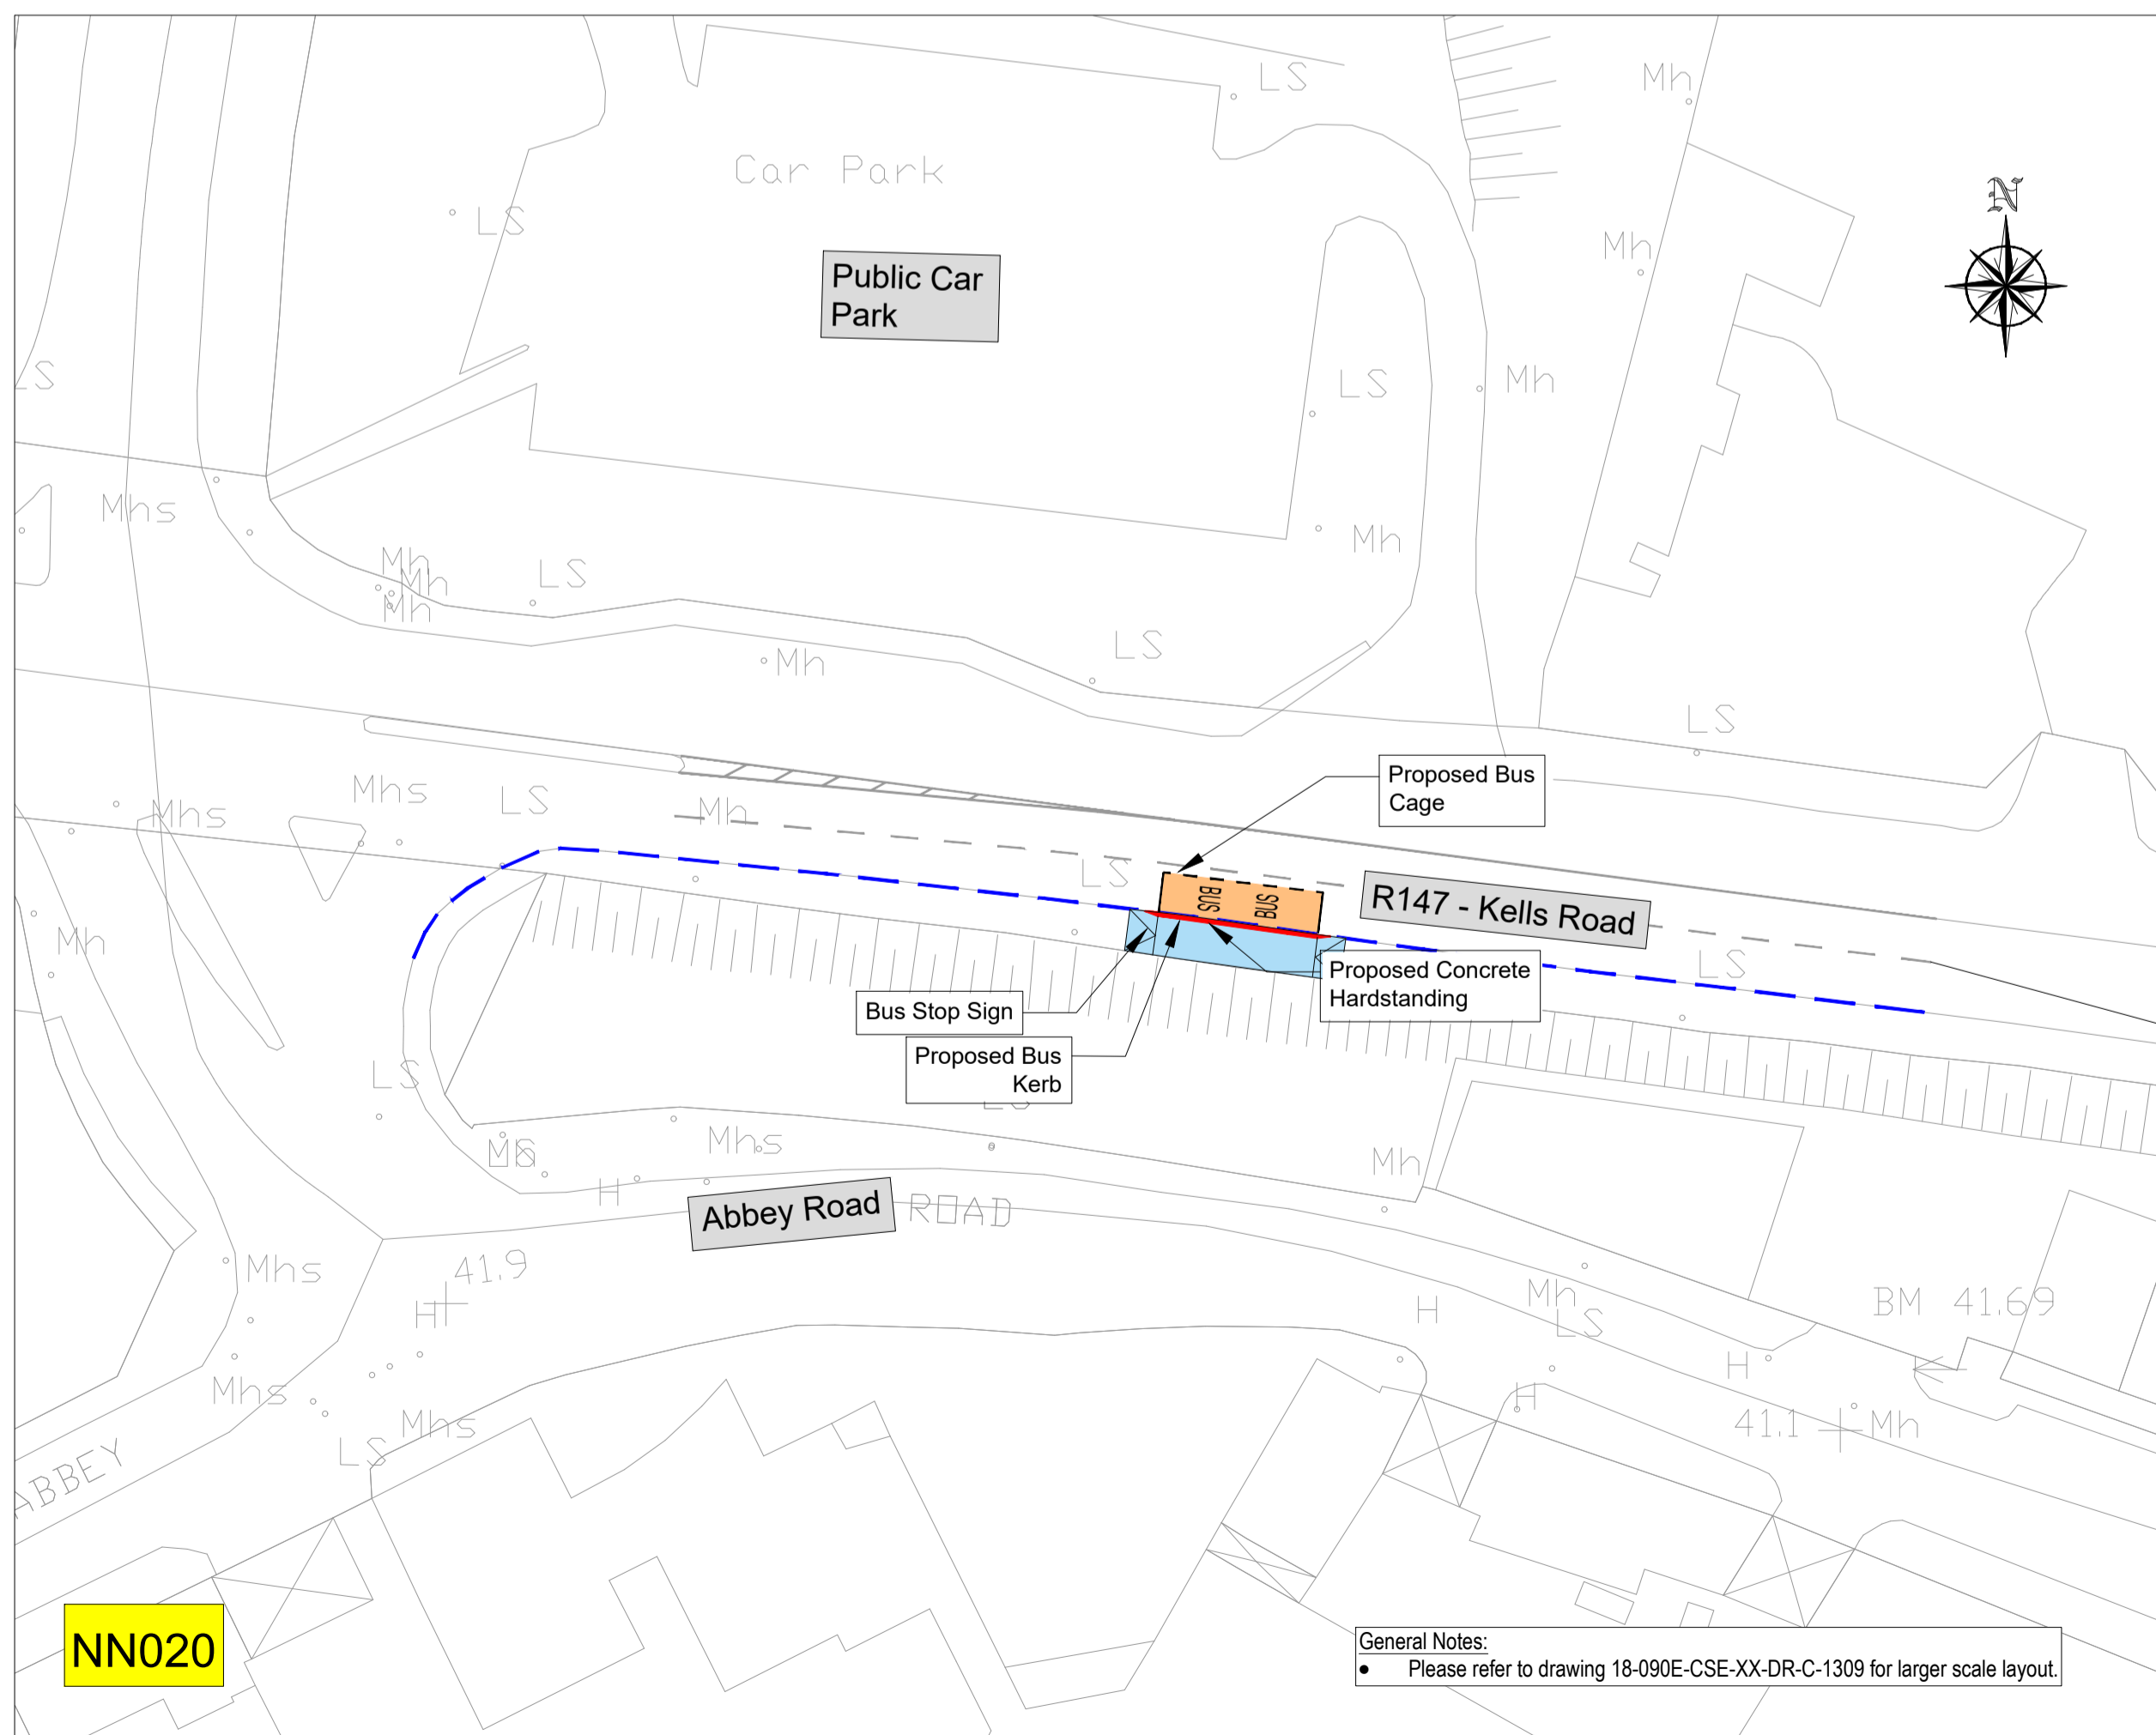 LS
Mh
Car Park
N
LS
Mh
Public Car
Park
LS
LS
Mh
Mhs
Mh
Mh
Mh
Mh
LS
LS
Mh
LS
Proposed Bus
Cage
Mhs
LS
Mh
Mhs
LS
BUS
BUS
R147 - Kells Road
Mh
LS
Proposed Concrete
Hardstanding
Bus Stop Sign
Proposed Bus
Kerb
LS
LS
Mhs
Mh
H
Abbey Road
ROAD
Mhs
41.9
H
Mh
LS
H
BM 41.69
H
Mhs
H
Mhs
LS
41.1
Mh
ABBEY
NN020
General Notes:
• Please refer to drawing 18-090E-CSE-XX-DR-C-1309 for larger scale layout.